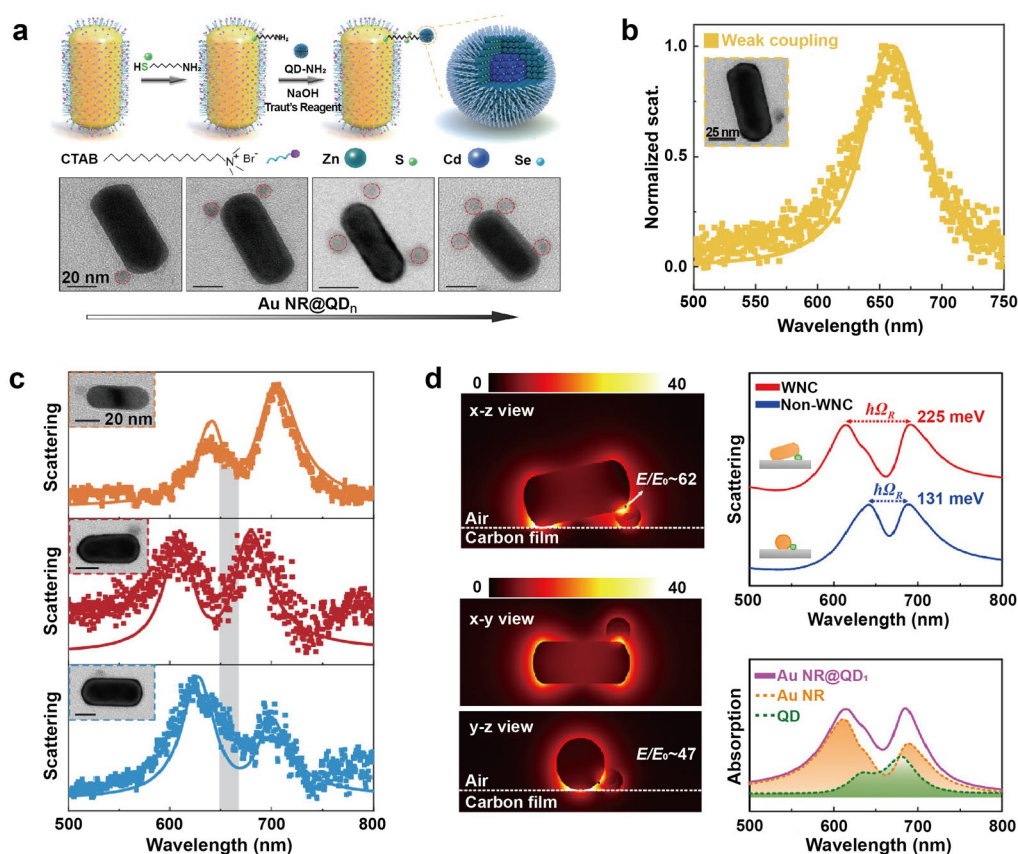 a
HS
NH₂
NH₂
QD-NH₂
NaOH
Traut's Reagent
CTAB
N⁺ Br⁻
Zn
S
Cd
Se
20 nm
Au NR@QDₙ
b
Weak coupling
25 nm
Normalized scat.
1.0
0.5
0.0
500 550 600 650 700 750
Wavelength (nm)
c
20 nm
Scattering
Scattering
Scattering
500 600 700 800
Wavelength (nm)
d
0 40
x-z view
E/E₀~62
Air
Carbon film
0 40
x-y view
y-z view
E/E₀~47
Air
Carbon film
WNC
Non-WNC
ħΩR
225 meV
ħΩR
131 meV
Scattering
500 600 700 800
Wavelength (nm)
Au NR@QD₁
Au NR
QD
Absorption
500 600 700 800
Wavelength (nm)